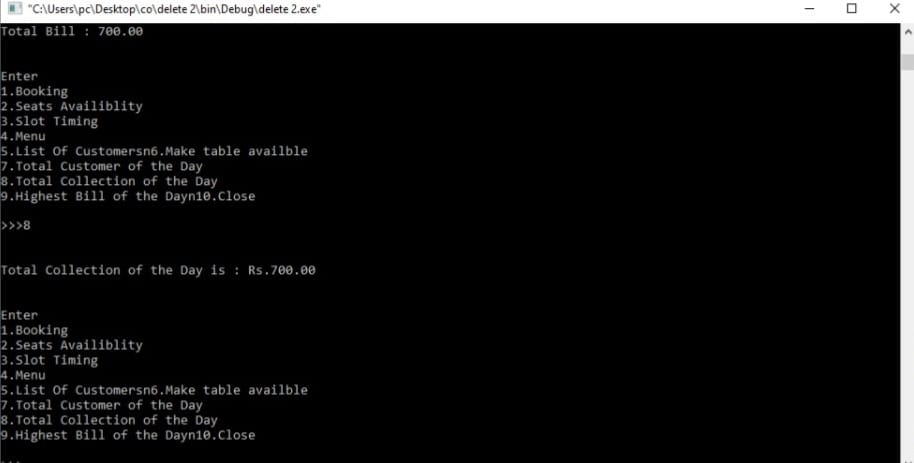 "C:\Users\pc\Desktop\co\delete 2\bin\Debug\delete 2.exe"
Total Bill : 700.00
Enter
1.Booking
2.Seats Availiblity
3.Slot Timing
4.Menu
5.List Of Customersn6.Make table availble
7.Total Customer of the Day
8.Total Collection of the Day
9.Highest Bill of the Dayn10.Close
>>>8
Total Collection of the Day is : Rs.700.00
Enter
1.Booking
2.Seats Availiblity
3.Slot Timing
4.Menu
5.List Of Customersn6.Make table availble
7.Total Customer of the Day
8.Total Collection of the Day
9.Highest Bill of the Dayn10.Close